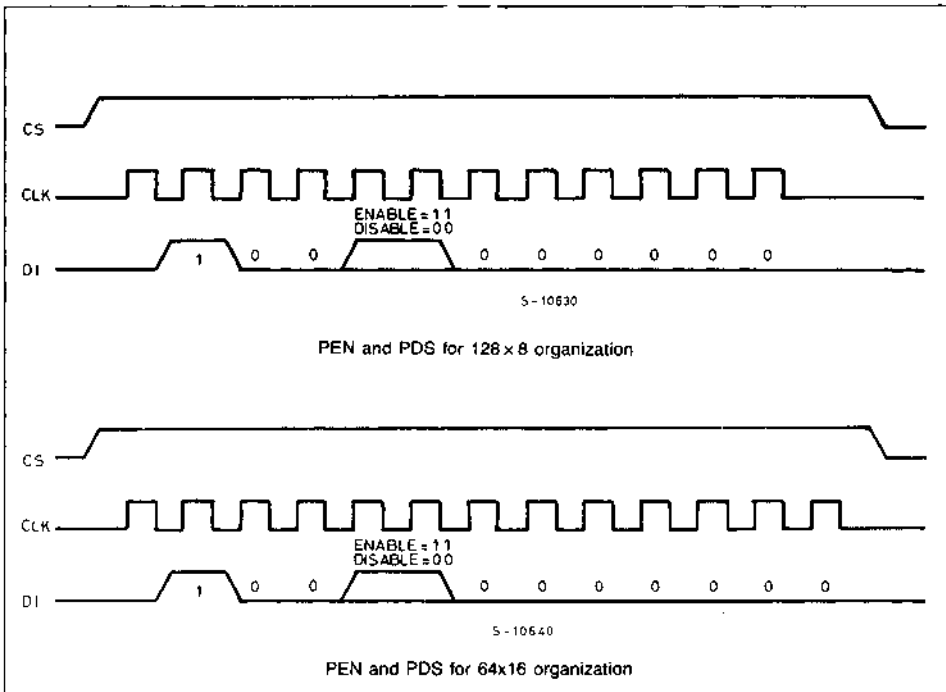 CS
CLK
ENABLE = 11
DISABLE = 00
DI 1 0 0 0 0 0 0 0 0
S-10630
PEN and PDS for 128 x 8 organization
CS
CLK
ENABLE = 11
DISABLE = 00
DI 1 0 0 0 0 0 0 0 0 0
S-10640
PEN and PDS for 64x16 organization